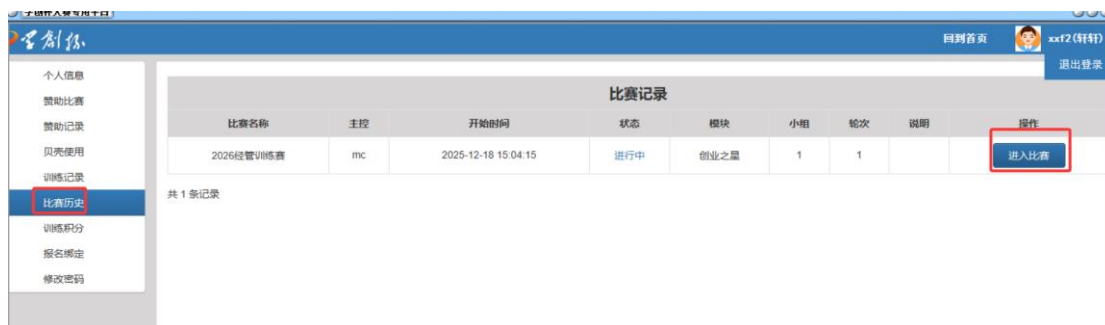 学创杯
回到首页 xxf2(轩轩)
退出登录
个人信息
赞助比赛
赞助记录
贝壳使用
训练记录
比赛历史
训练积分
报名绑定
修改密码
比赛记录
比赛名称 主控 开始时间 状态 模块 小组 轮次 说明 操作
2026经管训练赛 mc 2025-12-18 15:04:15 进行中 创业之星 1 1 进入比赛
共 1 条记录